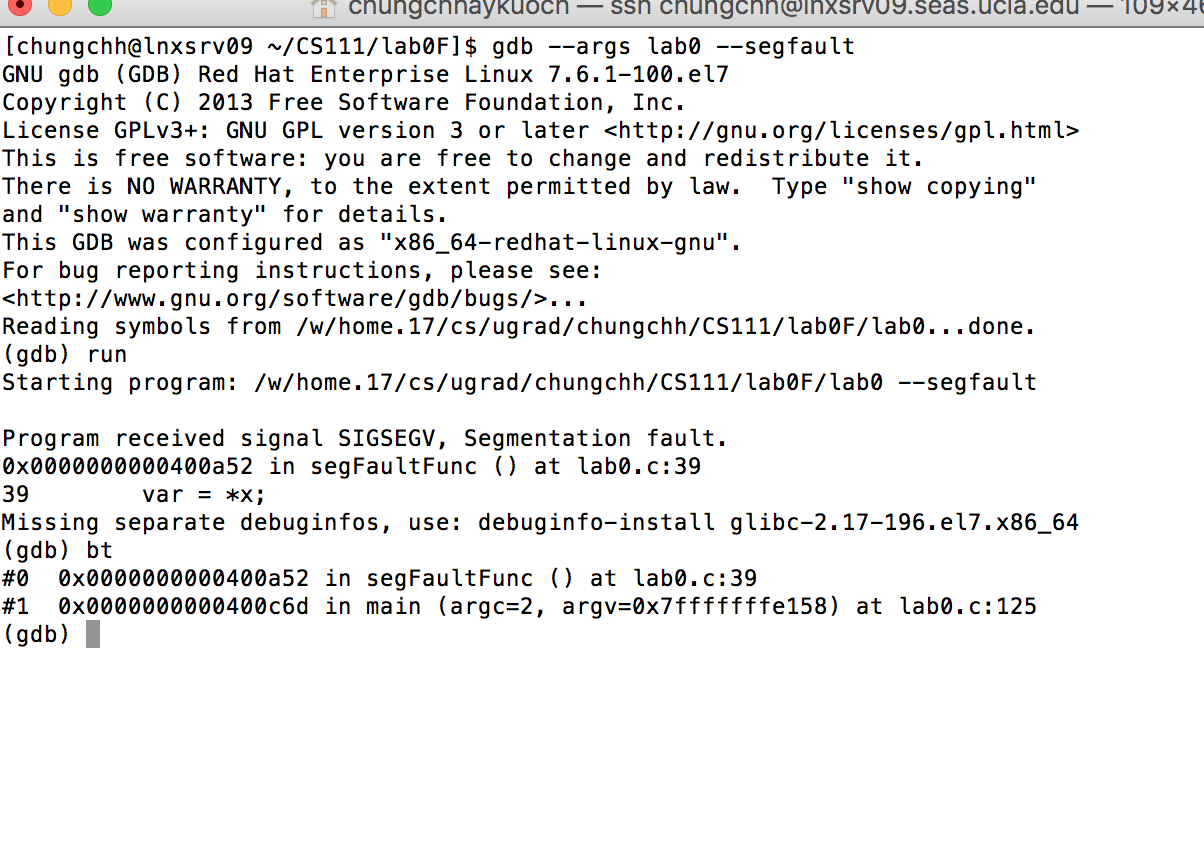 chungchhaykuoch — ssh chungchh@lnxsrv09.seas.ucla.edu — 109×46
[chungchh@lnxsrv09 ~/CS111/lab0F]$ gdb --args lab0 --segfault
GNU gdb (GDB) Red Hat Enterprise Linux 7.6.1-100.el7
Copyright (C) 2013 Free Software Foundation, Inc.
License GPLv3+: GNU GPL version 3 or later <http://gnu.org/licenses/gpl.html>
This is free software: you are free to change and redistribute it.
There is NO WARRANTY, to the extent permitted by law.  Type "show copying"
and "show warranty" for details.
This GDB was configured as "x86_64-redhat-linux-gnu".
For bug reporting instructions, please see:
<http://www.gnu.org/software/gdb/bugs/>...
Reading symbols from /w/home.17/cs/ugrad/chungchh/CS111/lab0F/lab0...done.
(gdb) run
Starting program: /w/home.17/cs/ugrad/chungchh/CS111/lab0F/lab0 --segfault

Program received signal SIGSEGV, Segmentation fault.
0x0000000000400a52 in segFaultFunc () at lab0.c:39
39        var = *x;
Missing separate debuginfos, use: debuginfo-install glibc-2.17-196.el7.x86_64
(gdb) bt
#0  0x0000000000400a52 in segFaultFunc () at lab0.c:39
#1  0x0000000000400c6d in main (argc=2, argv=0x7fffffffe158) at lab0.c:125
(gdb)